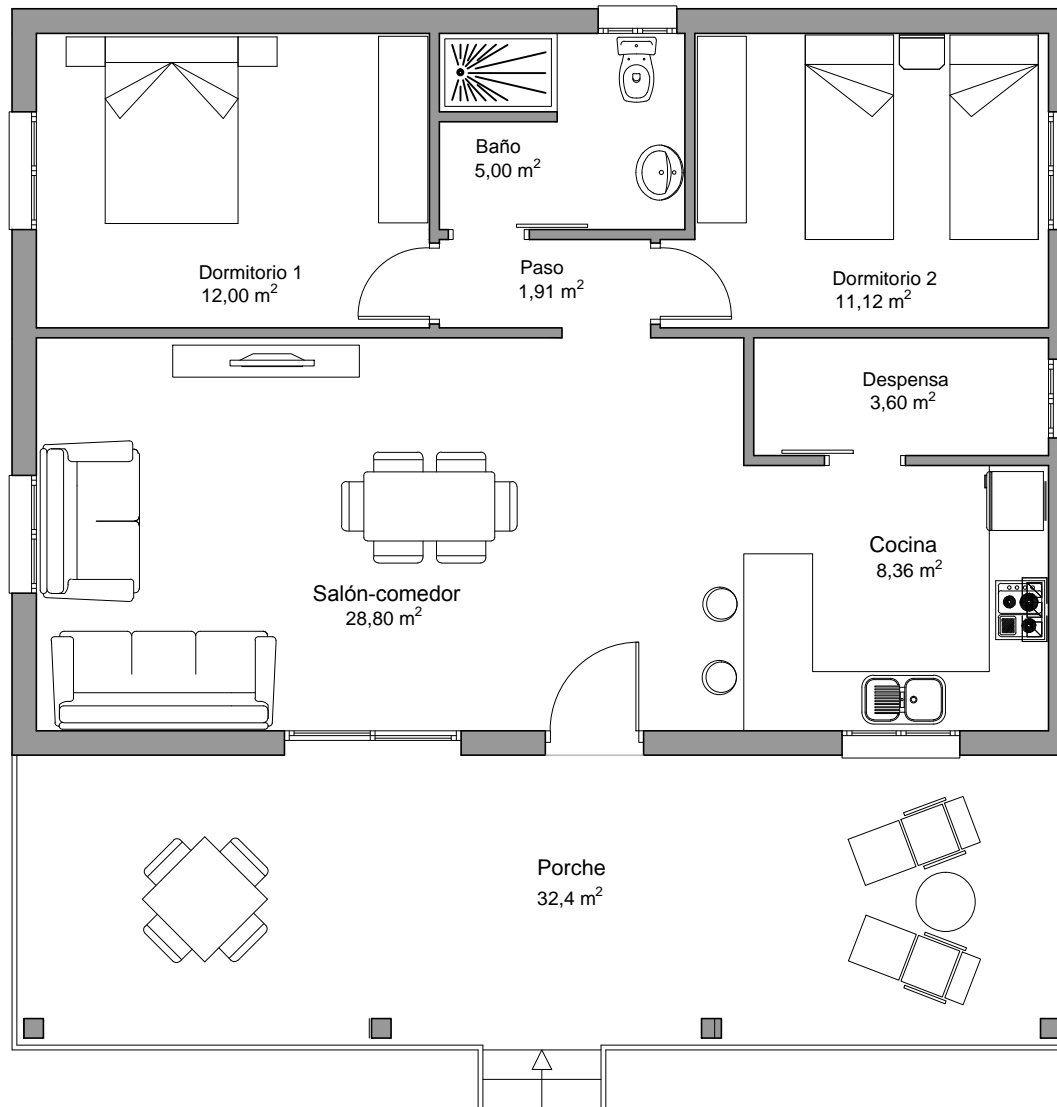 Baño
5,00 m²
Dormitorio 1
12,00 m²
Paso
1,91 m²
Dormitorio 2
11,12 m²
Despensa
3,60 m²
Cocina
8,36 m²
Salón-comedor
28,80 m²
Porche
32,4 m²